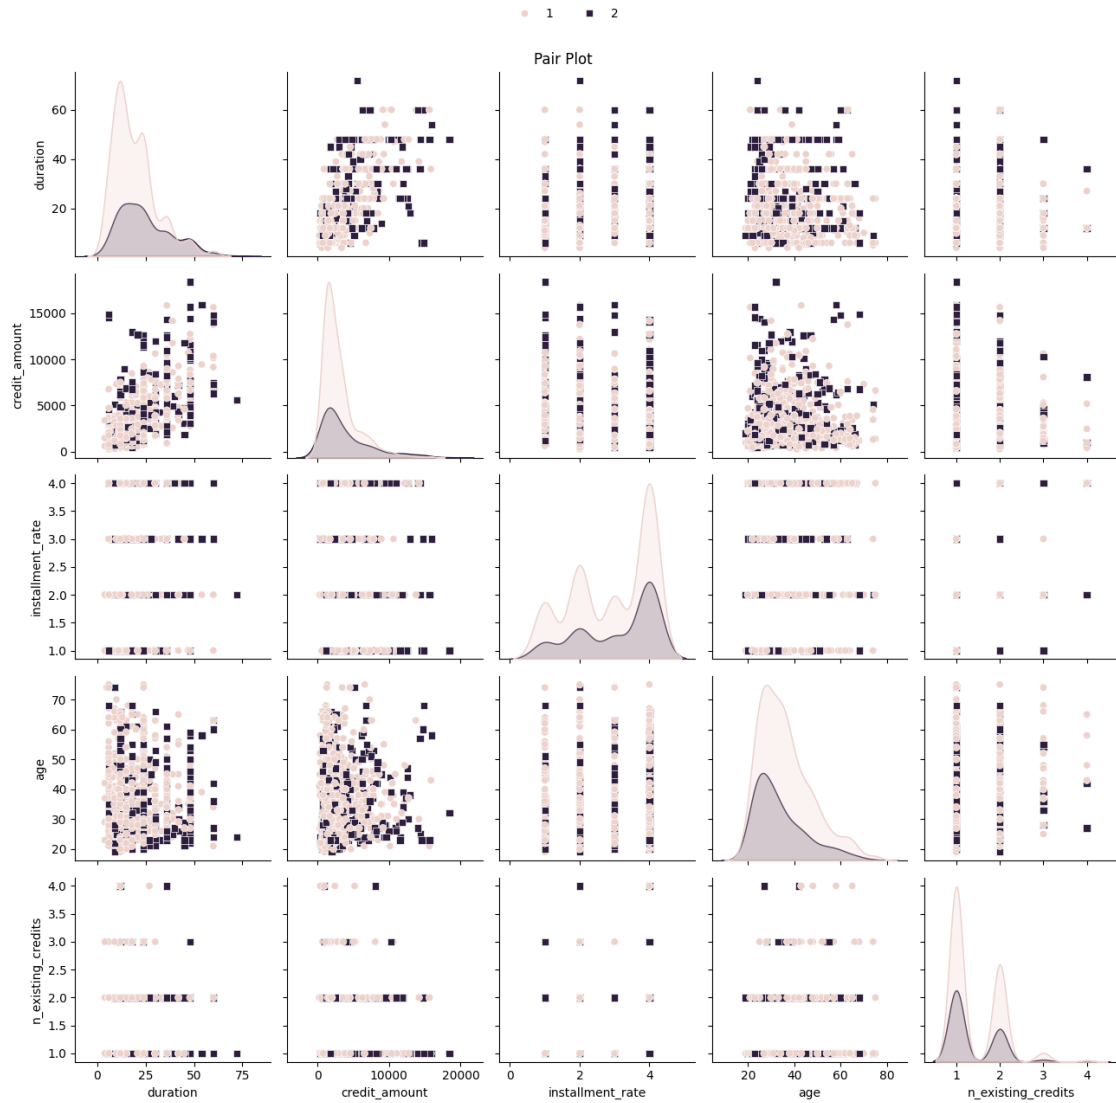 1 2
Pair Plot
60
40
20
duration
15000
10000
5000
0
credit_amount
4.0
3.5
3.0
2.5
2.0
1.5
1.0
installment_rate
70
60
50
40
30
20
age
4.0
3.5
3.0
2.5
2.0
1.5
1.0
n_existing_credits
0 25 50 75
duration
0 10000 20000
credit_amount
0 2 4
installment_rate
20 40 60 80
age
1 2 3 4
n_existing_credits